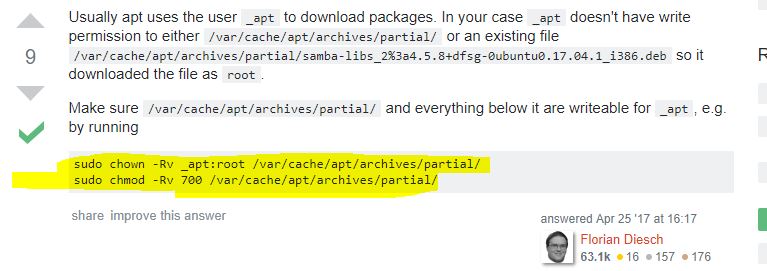 Usually apt uses the user _apt to download packages. In your case _apt doesn't have write
permission to either /var/cache/apt/archives/partial/ or an existing file
/var/cache/apt/archives/partial/samba-libs_2%3a4.5.8+dfsg-0ubuntu0.17.04.1_i386.deb so it
9
downloaded the file as root.
Make sure /var/cache/apt/archives/partial/ and everything below it are writeable for _apt, e.g.
by running
sudo chown -Rv _apt:root /var/cache/apt/archives/partial/
sudo chmod -Rv 700 /var/cache/apt/archives/partial/
share improve this answer
answered Apr 25 '17 at 16:17
Florian Diesch
63.1k 16 157 176